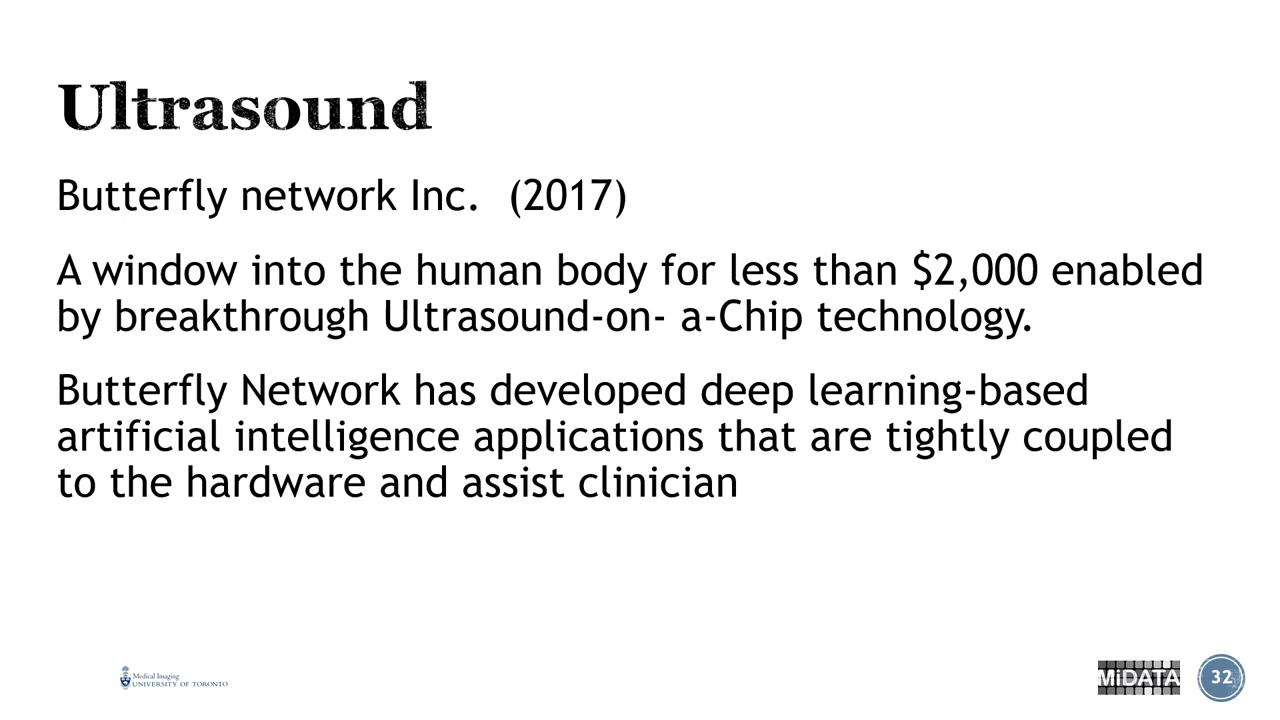 Ultrasound
Butterfly network Inc.  (2017)
A window into the human body for less than $2,000 enabled
by breakthrough Ultrasound-on- a-Chip technology.
Butterfly Network has developed deep learning-based
artificial intelligence applications that are tightly coupled
to the hardware and assist clinician
Medical Imaging
UNIVERSITY OF TORONTO
MiDATA
32